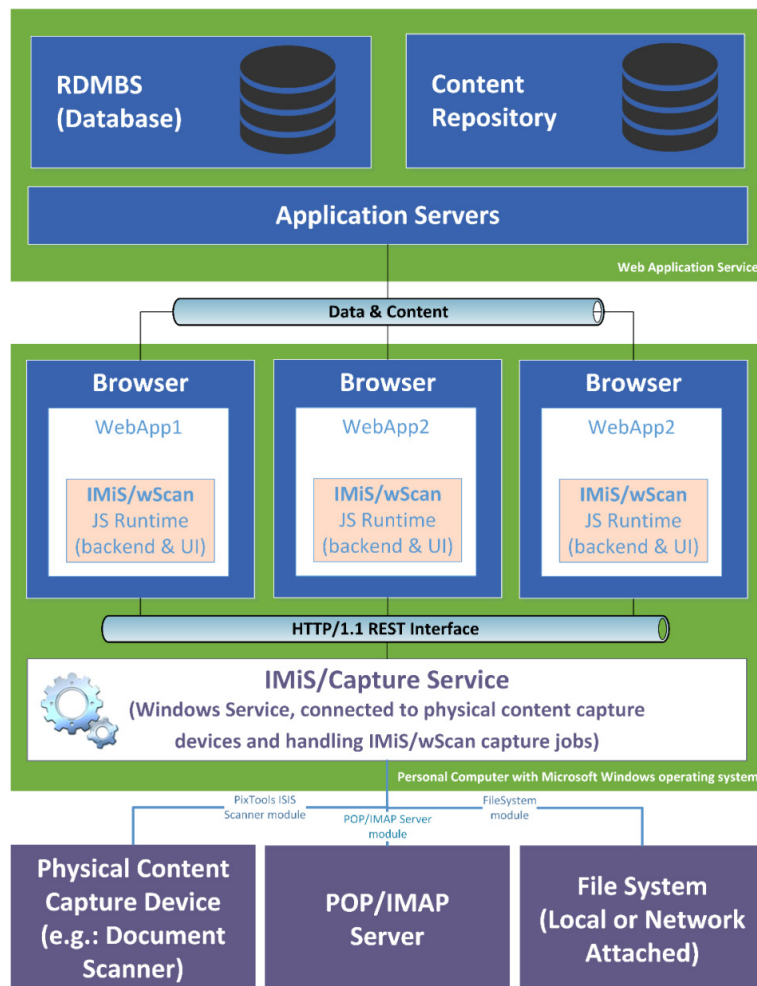 RDMBS
(Database)
Content
Repository
Application Servers
Web Application Service
Data & Content
Browser
WebApp1
IMiS/wScan
JS Runtime
(backend & UI)
Browser
WebApp2
IMiS/wScan
JS Runtime
(backend & UI)
Browser
WebApp2
IMiS/wScan
JS Runtime
(backend & UI)
HTTP/1.1 REST Interface
IMiS/Capture Service
(Windows Service, connected to physical content capture
devices and handling IMiS/wScan capture jobs)
Personal Computer with Microsoft Windows operating system
PixTools ISIS
Scanner module
POP/IMAP Server
module
FileSystem
module
Physical Content
Capture Device
(e.g.: Document
Scanner)
POP/IMAP
Server
File System
(Local or Network
Attached)